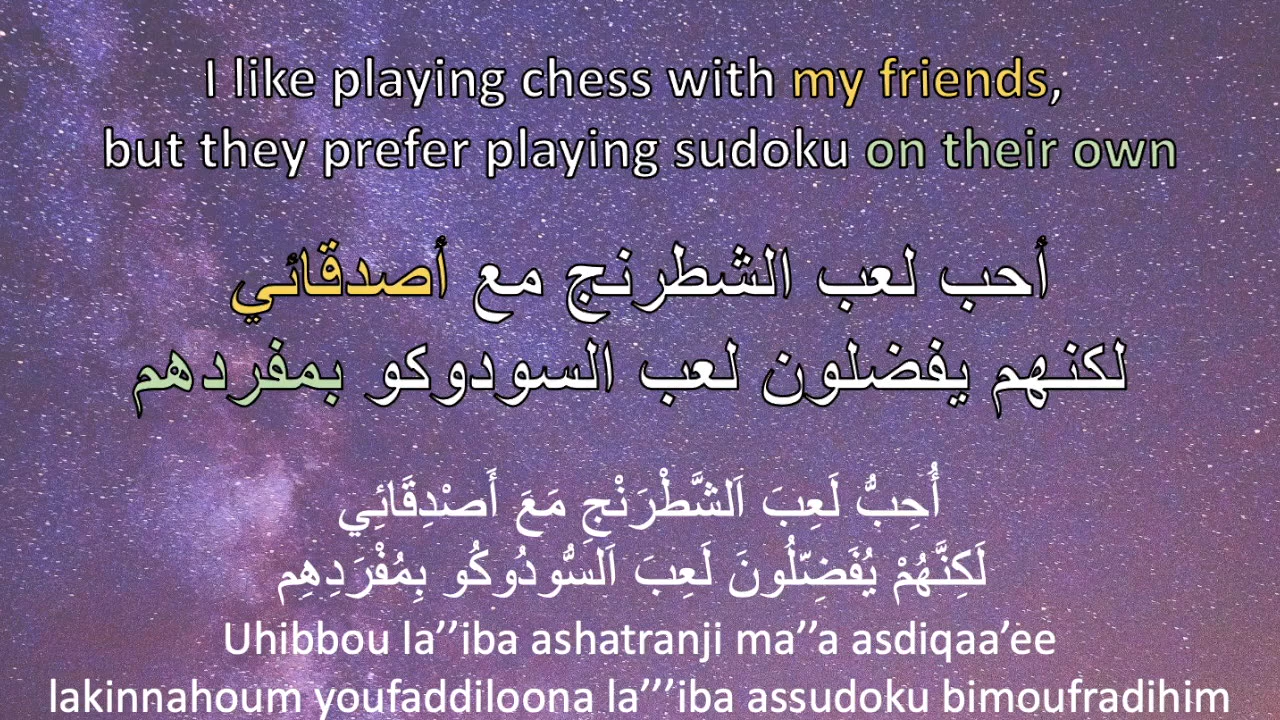 I like playing chess with my friends,
but they prefer playing sudoku on their own
أحب لعب الشطرنج مع أصدقائي
لكنهم يفضلون لعب السودوكو بمفردهم
أُحِبُّ لَعِبَ اَلشَّطْرَنْجِ مَعَ أَصْدِقَائِي
لَكِنَّهُمْ يُفَضِّلُونَ لَعِبَ اَلسُّودُوكُو بِمُفْرَدِهِم
Uhibbou la’’iba ashatranji ma’’a asdiqaa’ee
lakinnahoum youfaddiloona la’’’iba assudoku bimoufradihim